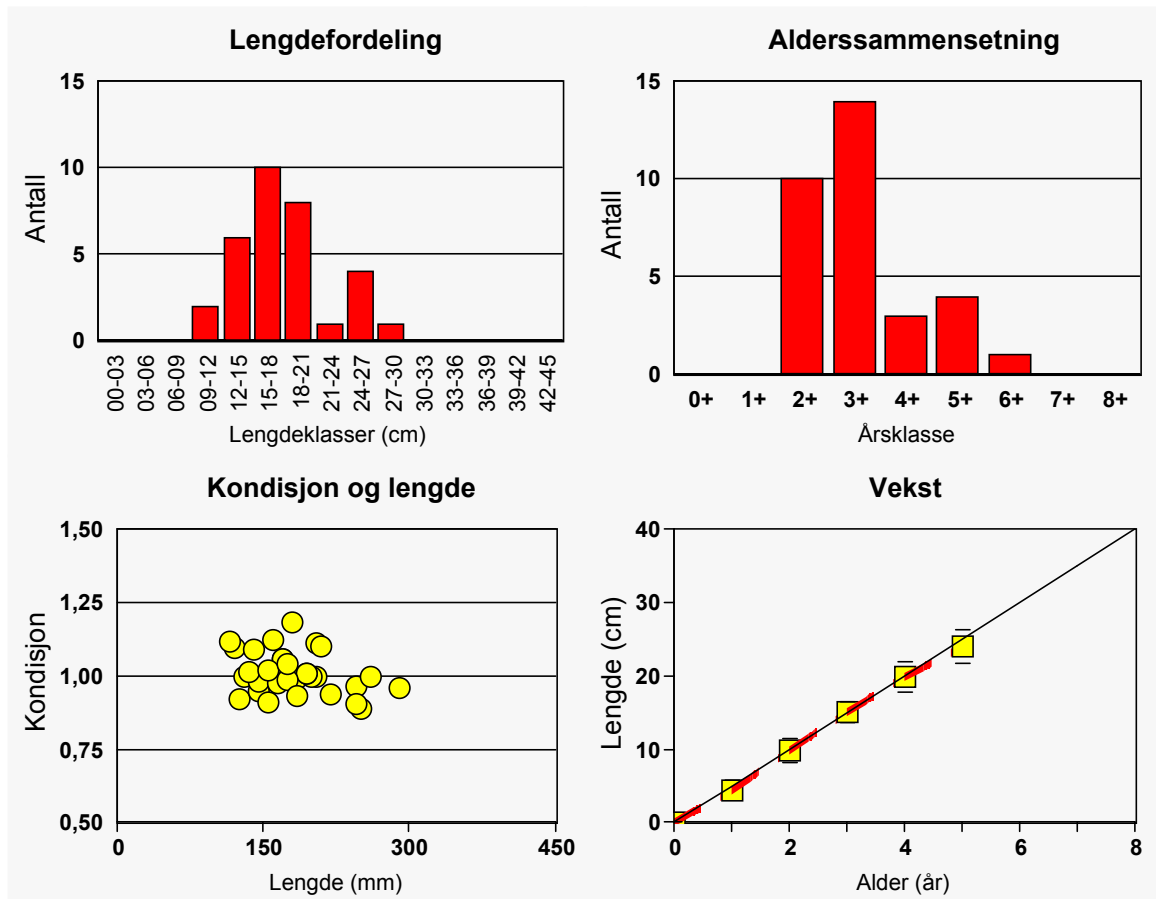 Lengdefordeling
15
10
5
0
Antall
00-03
03-06
06-09
09-12
12-15
15-18
18-21
21-24
24-27
27-30
30-33
33-36
36-39
39-42
42-45
Lengdeklasser (cm)
Alderssammensetning
15
10
5
0
Antall
0+ 1+ 2+ 3+ 4+ 5+ 6+ 7+ 8+
Årsklasse
Kondisjon og lengde
1,50
1,25
1,00
0,75
0,50
Kondisjon
0 150 300 450
Lengde (mm)
Vekst
40
30
20
10
0
Lengde (cm)
0 2 4 6 8
Alder (år)